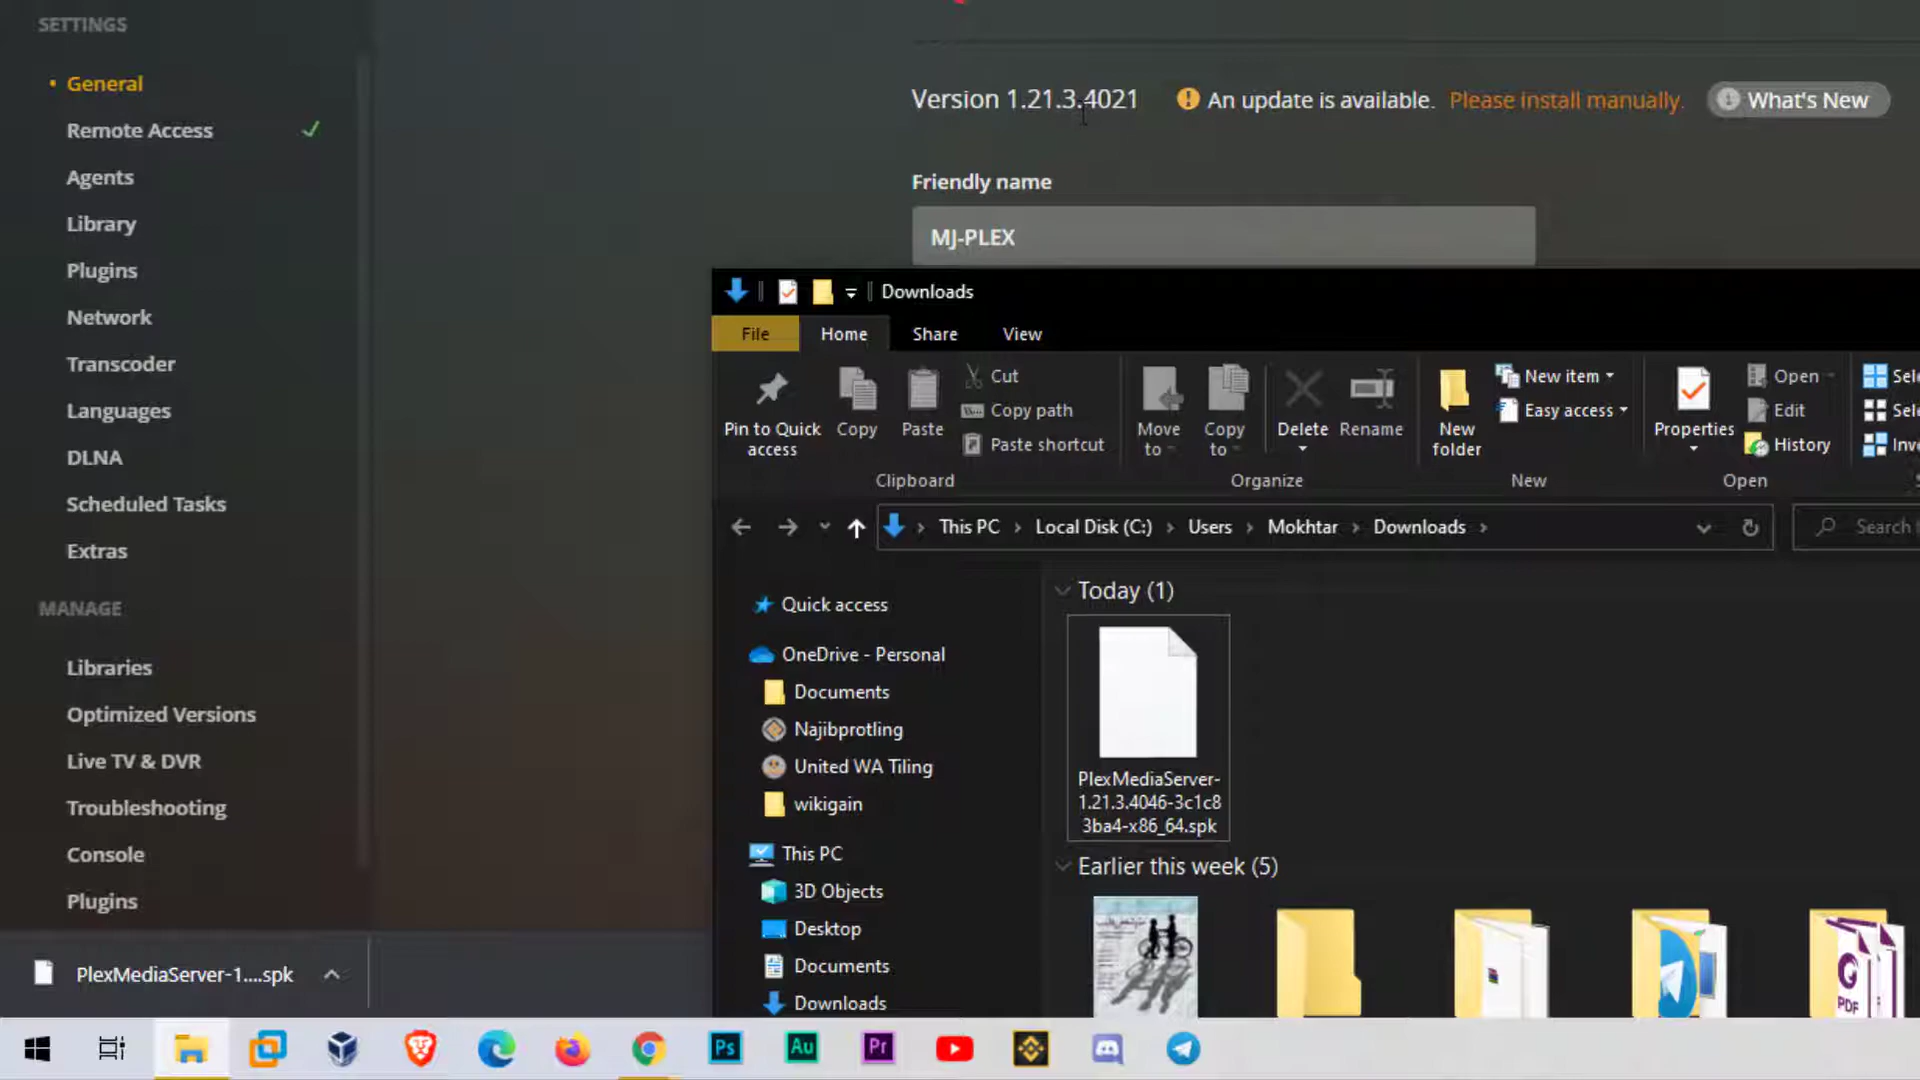 SETTINGS
General
Remote Access
Agents
Library
Plugins
Network
Transcoder
Languages
DLNA
Scheduled Tasks
Extras
MANAGE
Libraries
Optimized Versions
Live TV & DVR
Troubleshooting
Console
Plugins
PlexMediaServer-1....spk
Version 1.21.3.4021
An update is available. Please install manually.
What's New
Friendly name
MJ-PLEX
Downloads
File Home Share View
Pin to Quick
access
Copy
Paste
Cut
Copy path
Paste shortcut
Clipboard
Move
to
Copy
to
Delete
Rename
Organize
New
folder
New item
Easy access
New
Properties
Open
Edit
History
Open
This PC Local Disk (C:) Users Mokhtar Downloads
Search
Quick access
OneDrive - Personal
Documents
Najibprotling
United WA Tiling
wikigain
This PC
3D Objects
Desktop
Documents
Downloads
Today (1)
PlexMediaServer-
1.21.3.4046-3c1c8
3ba4-x86_64.spk
Earlier this week (5)
PDF
Ps
Au
Pr